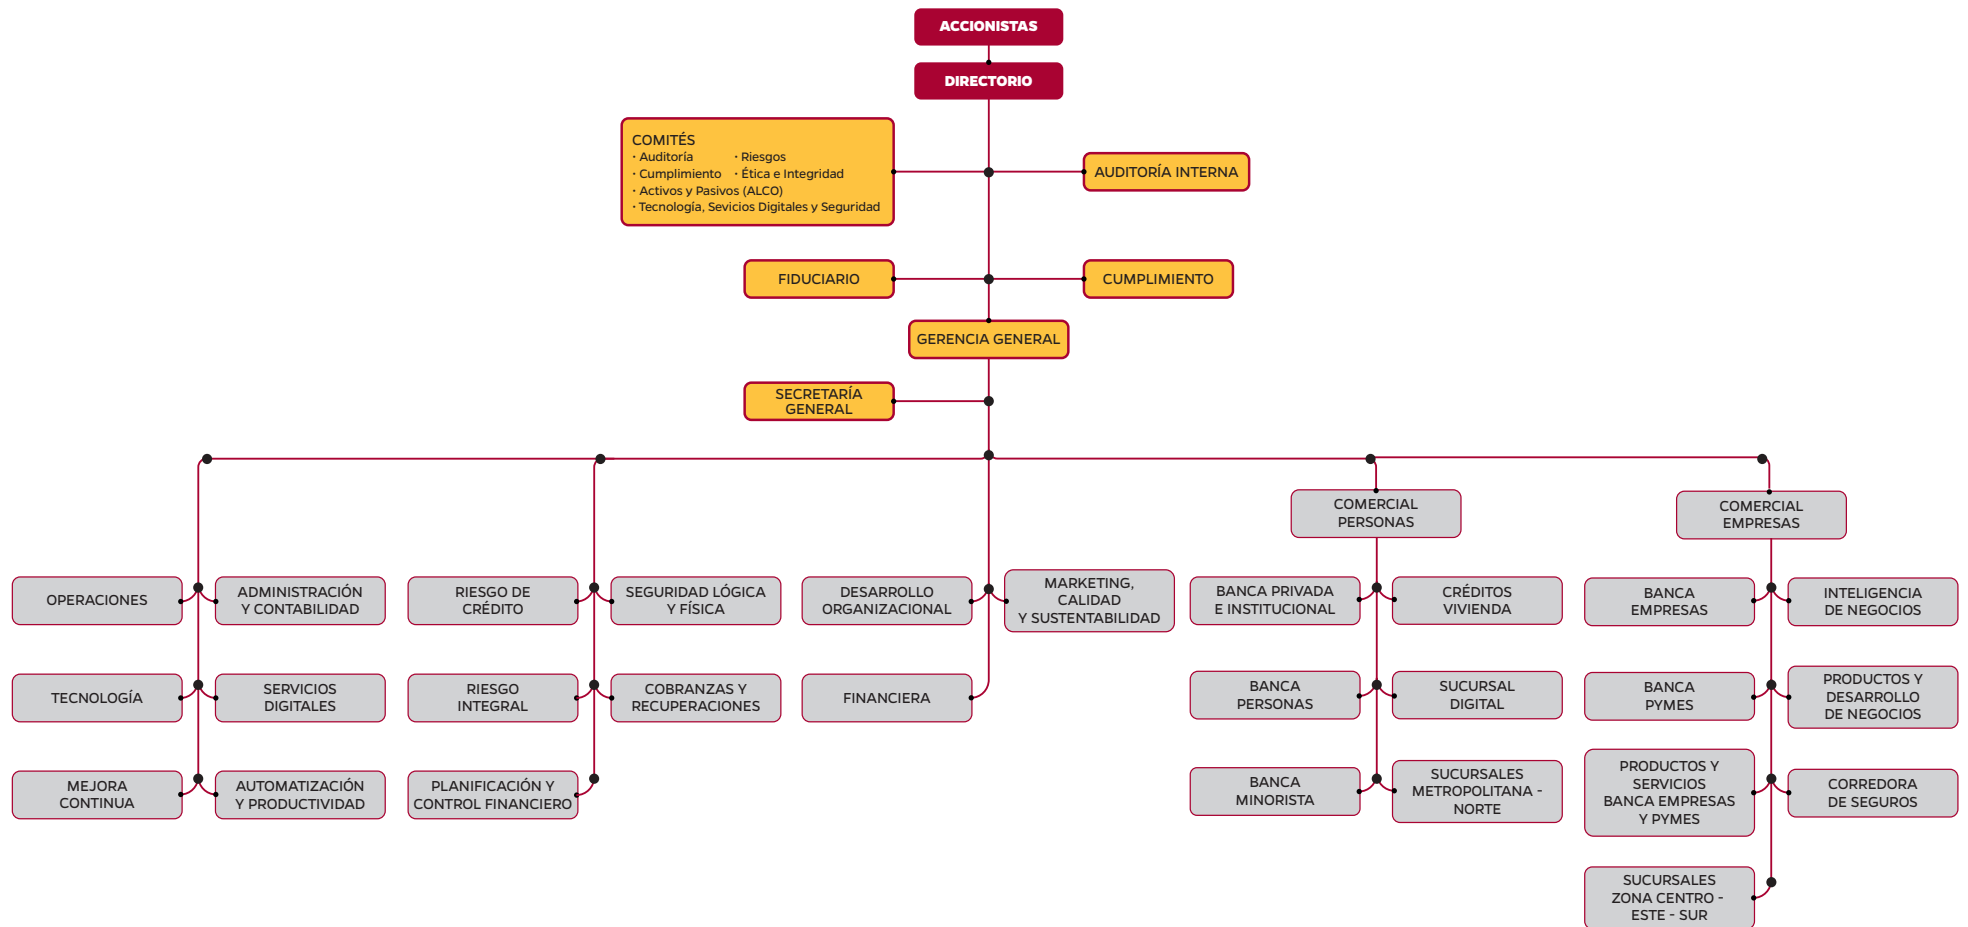 ACCIONISTAS
DIRECTORIO
COMITÉS
· Auditoría · Riesgos
· Cumplimiento · Ética e Integridad
· Activos y Pasivos (ALCO)
· Tecnología, Sevicios Digitales y Seguridad
AUDITORÍA INTERNA
FIDUCIARIO
CUMPLIMIENTO
GERENCIA GENERAL
SECRETARÍA
GENERAL
COMERCIAL
PERSONAS
COMERCIAL
EMPRESAS
OPERACIONES
ADMINISTRACIÓN
Y CONTABILIDAD
RIESGO DE
CRÉDITO
SEGURIDAD LÓGICA
Y FÍSICA
DESARROLLO
ORGANIZACIONAL
MARKETING,
CALIDAD
Y SUSTENTABILIDAD
BANCA PRIVADA
E INSTITUCIONAL
CRÉDITOS
VIVIENDA
BANCA
EMPRESAS
INTELIGENCIA
DE NEGOCIOS
TECNOLOGÍA
SERVICIOS
DIGITALES
RIESGO
INTEGRAL
COBRANZAS Y
RECUPERACIONES
FINANCIERA
BANCA
PERSONAS
SUCURSAL
DIGITAL
BANCA
PYMES
PRODUCTOS Y
DESARROLLO
DE NEGOCIOS
MEJORA
CONTINUA
AUTOMATIZACIÓN
Y PRODUCTIVIDAD
PLANIFICACIÓN Y
CONTROL FINANCIERO
BANCA
MINORISTA
SUCURSALES
METROPOLITANA -
NORTE
PRODUCTOS Y
SERVICIOS
BANCA EMPRESAS
Y PYMES
CORREDORA
DE SEGUROS
SUCURSALES
ZONA CENTRO -
ESTE - SUR